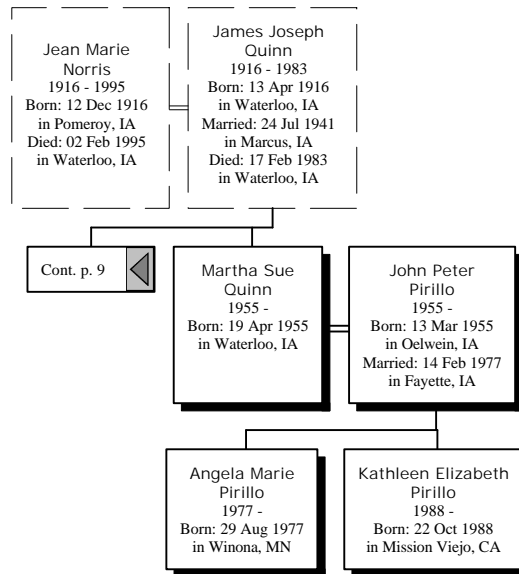 Jean Marie
Norris
1916 - 1995
Born: 12 Dec 1916
in Pomeroy, IA
Died: 02 Feb 1995
in Waterloo, IA
James Joseph
Quinn
1916 - 1983
Born: 13 Apr 1916
in Waterloo, IA
Married: 24 Jul 1941
in Marcus, IA
Died: 17 Feb 1983
in Waterloo, IA
Cont. p. 9
Martha Sue
Quinn
1955 -
Born: 19 Apr 1955
in Waterloo, IA
John Peter
Pirillo
1955 -
Born: 13 Mar 1955
in Oelwein, IA
Married: 14 Feb 1977
in Fayette, IA
Angela Marie
Pirillo
1977 -
Born: 29 Aug 1977
in Winona, MN
Kathleen Elizabeth
Pirillo
1988 -
Born: 22 Oct 1988
in Mission Viejo, CA